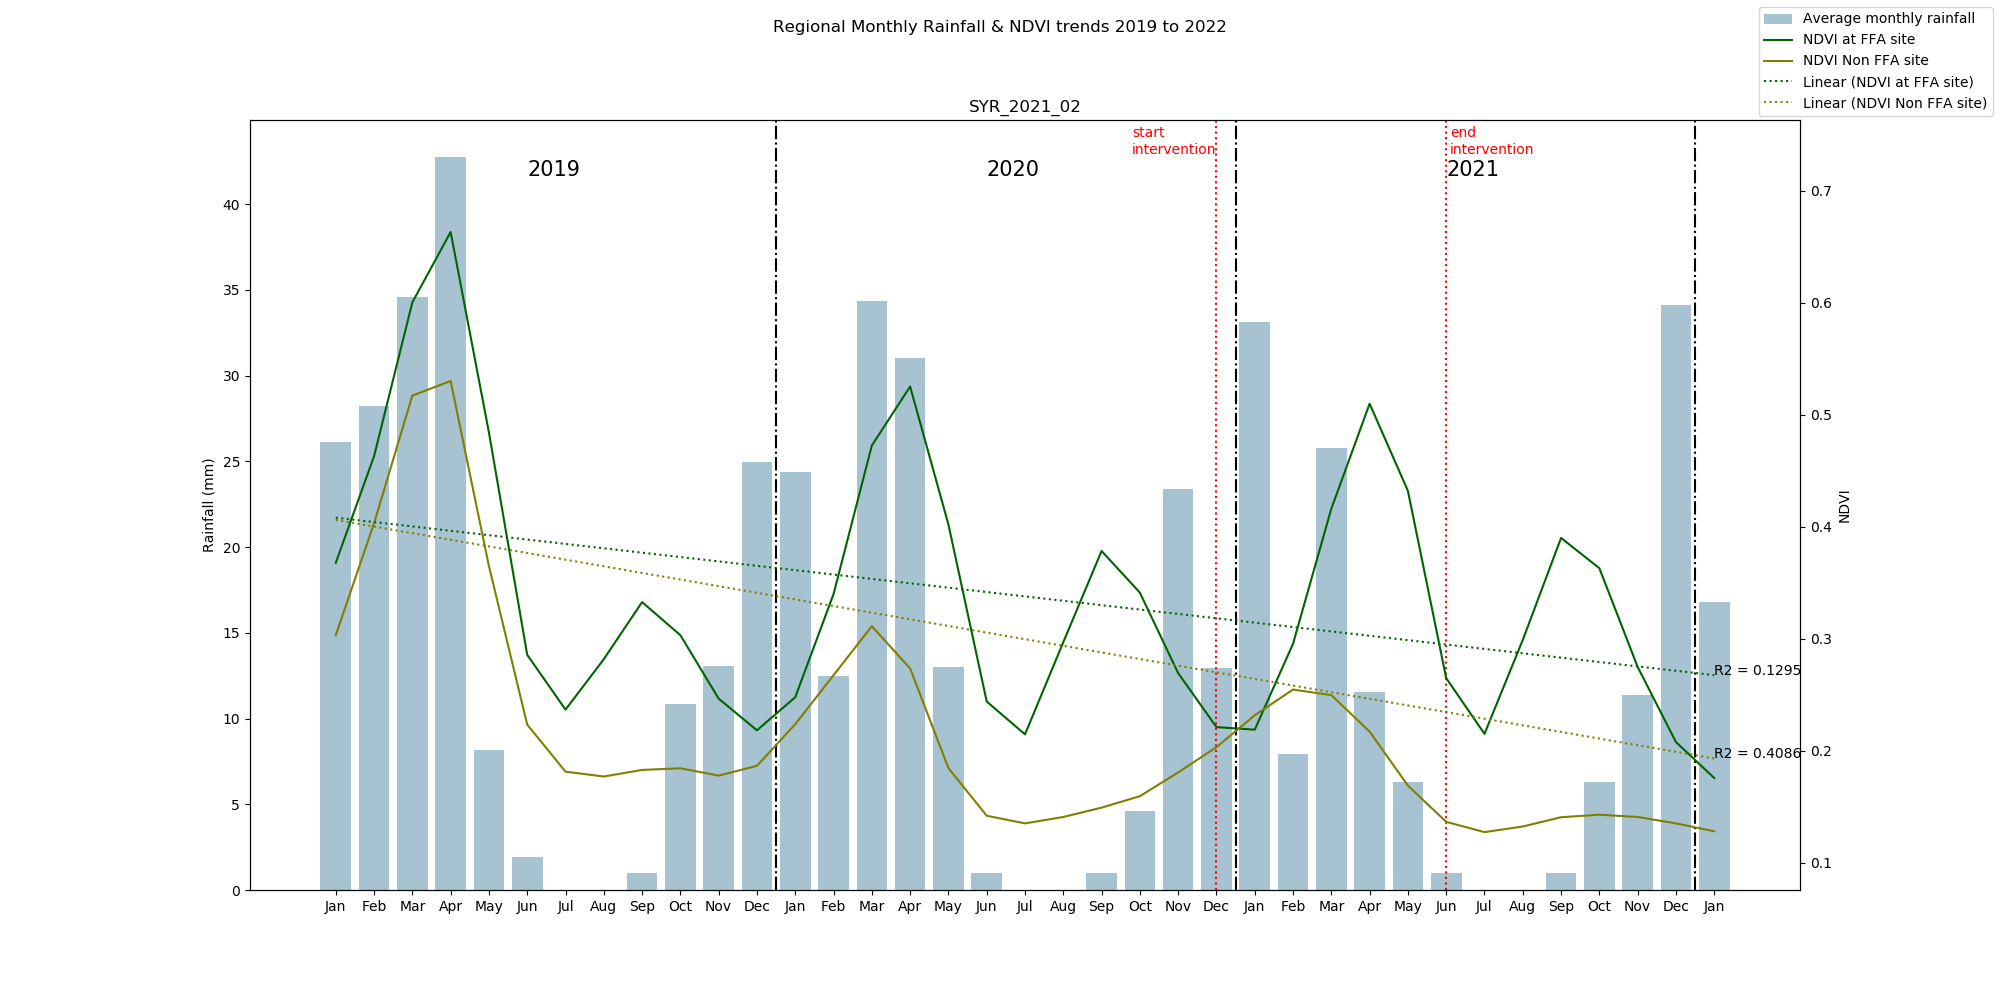 Regional Monthly Rainfall & NDVI trends 2019 to 2022
Average monthly rainfall
NDVI at FFA site
NDVI Non FFA site
Linear (NDVI at FFA site)
Linear (NDVI Non FFA site)
SYR_2021_02
start
intervention
end
intervention
2019
2020
2021
40
35
30
25
20
15
10
5
0
Rainfall (mm)
0.7
0.6
0.5
0.4
0.3
0.2
0.1
NDVI
R2 = 0.1295
R2 = 0.4086
Jan Feb Mar Apr May Jun Jul Aug Sep Oct Nov Dec Jan Feb Mar Apr May Jun Jul Aug Sep Oct Nov Dec Jan Feb Mar Apr May Jun Jul Aug Sep Oct Nov Dec Jan